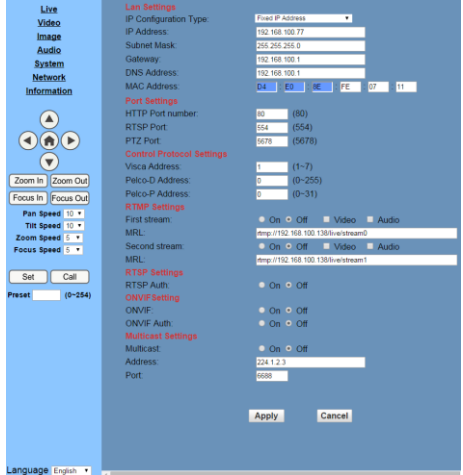 Live
Video
Image
Audio
System
Network
Information
Zoom In Zoom Out
Focus In Focus Out
Pan Speed 10
Tilt Speed 10
Zoom Speed 5
Focus Speed 5
Set Call
Preset (0~254)
Language English
Lan Settings
IP Configuration Type: Fixed IP Address
IP Address: 192.168.100.77
Subnet Mask: 255.255.255.0
Gateway: 192.168.100.1
DNS Address: 192.168.100.1
MAC Address: D4 : E0 : 8E : FE : 07 : 11
Port Settings
HTTP Port number: 80 (80)
RTSP Port: 554 (554)
PTZ Port: 5678 (5678)
Control Protocol Settings
Visca Address: 1 (1~7)
Pelco-D Address: 0 (0~255)
Pelco-P Address: 0 (0~31)
RTMP Settings
First stream: On Off Video Audio
MRL: rtmp://192.168.100.138/live/stream0
Second stream: On Off Video Audio
MRL: rtmp://192.168.100.138/live/stream1
RTSP Settings
RTSP Auth: On Off
ONVIFSetting
ONVIF: On Off
ONVIF Auth: On Off
Multicast Settings
Multicast: On Off
Address: 224.1.2.3
Port: 6688
Apply Cancel